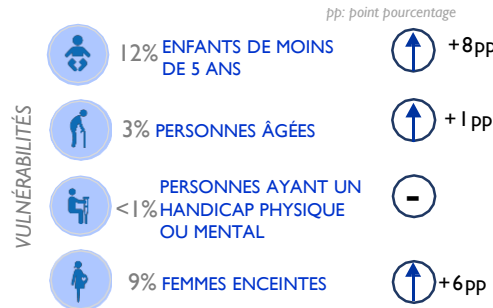 pp: point pourcentage
VULNÉRABILITÉS
12% ENFANTS DE MOINS
DE 5 ANS
+8pp
3% PERSONNES ÂGÉES
+1pp
<1% PERSONNES AYANT UN
HANDICAP PHYSIQUE
OU MENTAL
-
9% FEMMES ENCEINTES
+6pp